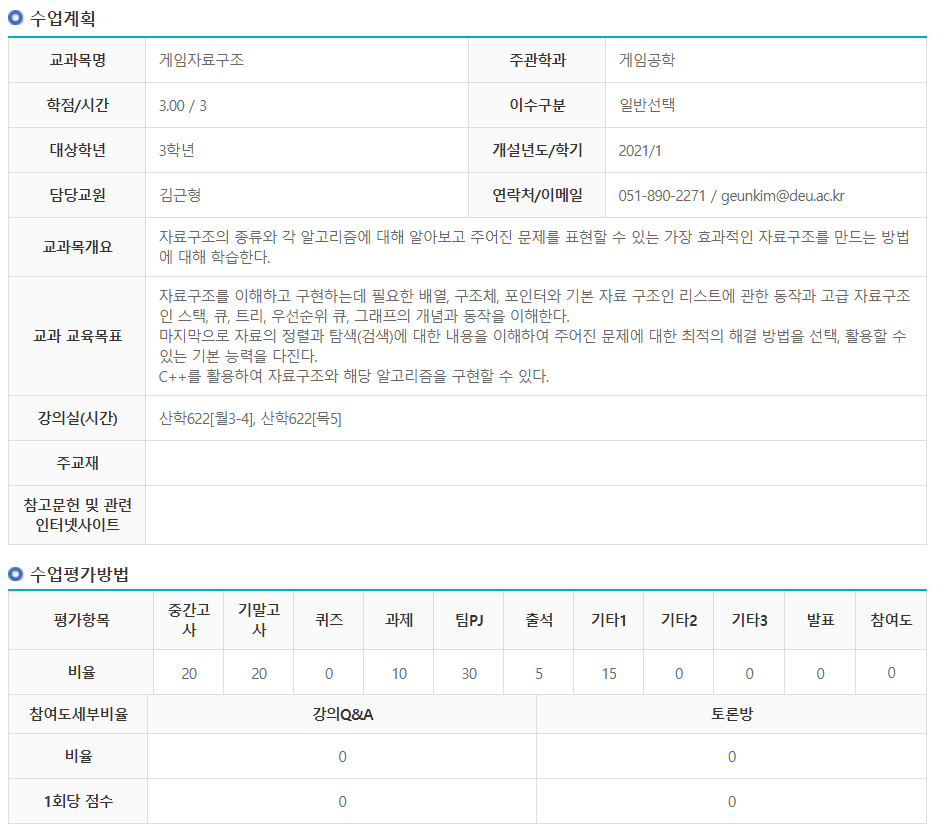 수업계획
교과목명 게임자료구조 주관학과 게임공학
학점/시간 3.00 / 3 이수구분 일반선택
대상학년 3학년 개설년도/학기 2021/1
담당교원 김근형 연락처/이메일 051-890-2271 / geunkim@deu.ac.kr
교과목개요
자료구조의 종류와 각 알고리즘에 대해 알아보고 주어진 문제를 표현할 수 있는 가장 효과적인 자료구조를 만드는 방법
에 대해 학습한다.
교과 교육목표
자료구조를 이해하고 구현하는데 필요한 배열, 구조체, 포인터와 기본 자료 구조인 리스트에 관한 동작과 고급 자료구조
인 스택, 큐, 트리, 우선순위 큐, 그래프의 개념과 동작을 이해한다.
마지막으로 자료의 정렬과 탐색(검색)에 대한 내용을 이해하여 주어진 문제에 대한 최적의 해결 방법을 선택, 활용할 수
있는 기본 능력을 다진다.
C++를 활용하여 자료구조와 해당 알고리즘을 구현할 수 있다.
강의실(시간) 산학622[월3-4], 산학622[목5]
주교재
참고문헌 및 관련
인터넷사이트
수업평가방법
평가항목 중간고사 기말고사 퀴즈 과제 팀PJ 출석 기타1 기타2 기타3 발표 참여도
비율 20 20 0 10 30 5 15 0 0 0 0
참여도세부비율 강의Q&A 토론방
비율 0 0
1회당 점수 0 0